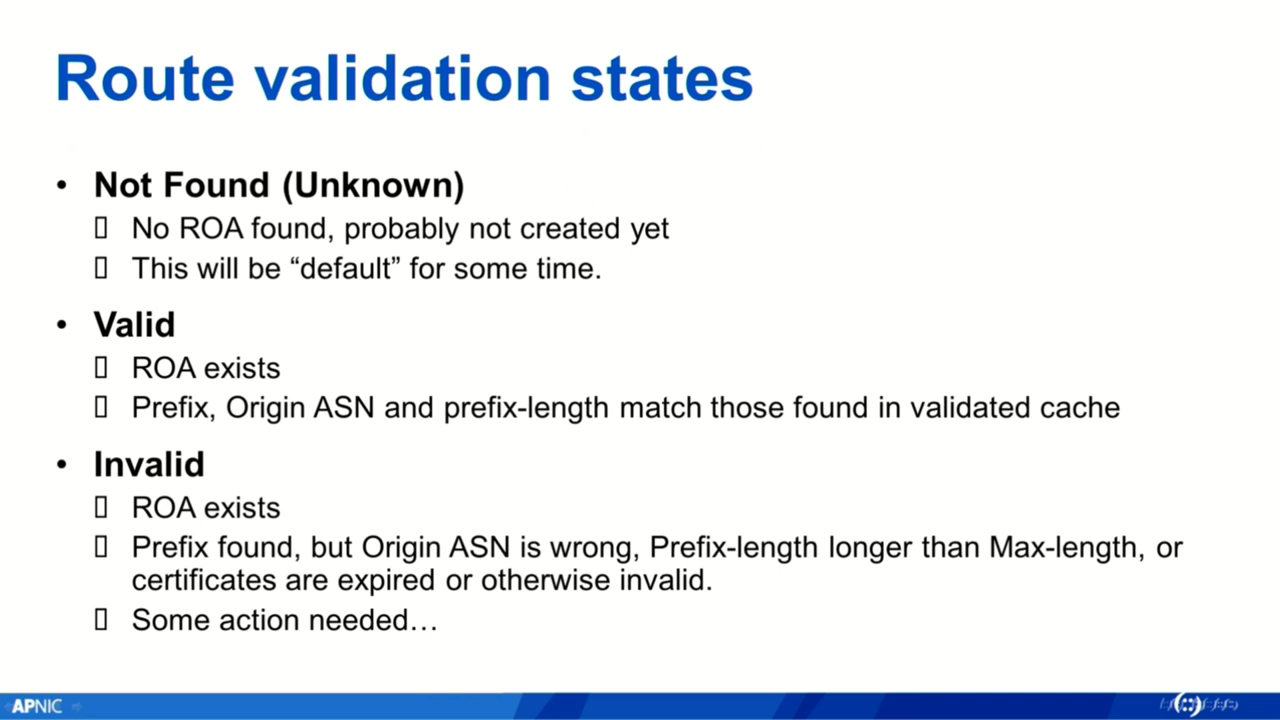 Route validation states
• Not Found (Unknown)
▯ No ROA found, probably not created yet
▯ This will be “default” for some time.
• Valid
▯ ROA exists
▯ Prefix, Origin ASN and prefix-length match those found in validated cache
• Invalid
▯ ROA exists
▯ Prefix found, but Origin ASN is wrong, Prefix-length longer than Max-length, or
certificates are expired or otherwise invalid.
▯ Some action needed…
APNIC